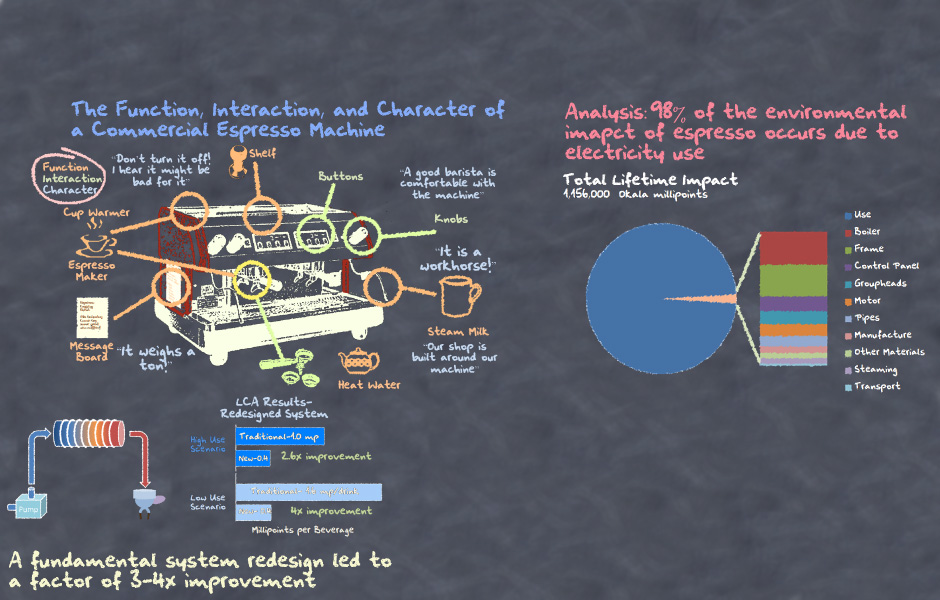 The Function, Interaction, and Character of
a Commercial Espresso Machine
Function
Interaction
Character
"Don't turn it off!
I hear it might be
bad for it"
Shelf
Buttons
"A good barista is
comfortable with
the machine"
Knobs
Cup Warmer
Espresso
Maker
"It is a
workhorse!"
Message
Board
"It weighs a
ton!"
Steam Milk
"Our shop is
built around our
machine"
Heat Water
Analysis: 98% of the environmental
imapct of espresso occurs due to
electricity use
Total Lifetime Impact
1,156,000 Okala millipoints
Use
Boiler
Frame
Control Panel
Groupheads
Motor
Pipes
Manufacture
Other Materials
Steaming
Transport
LCA Results-
Redesigned System
High Use
Scenario
Traditional-1.0 mp
New-0.4
2.6x improvement
Low Use
Scenario
4x improvement
Millipoints per Beverage
Pump
A fundamental system redesign led to
a factor of 3-4x improvement